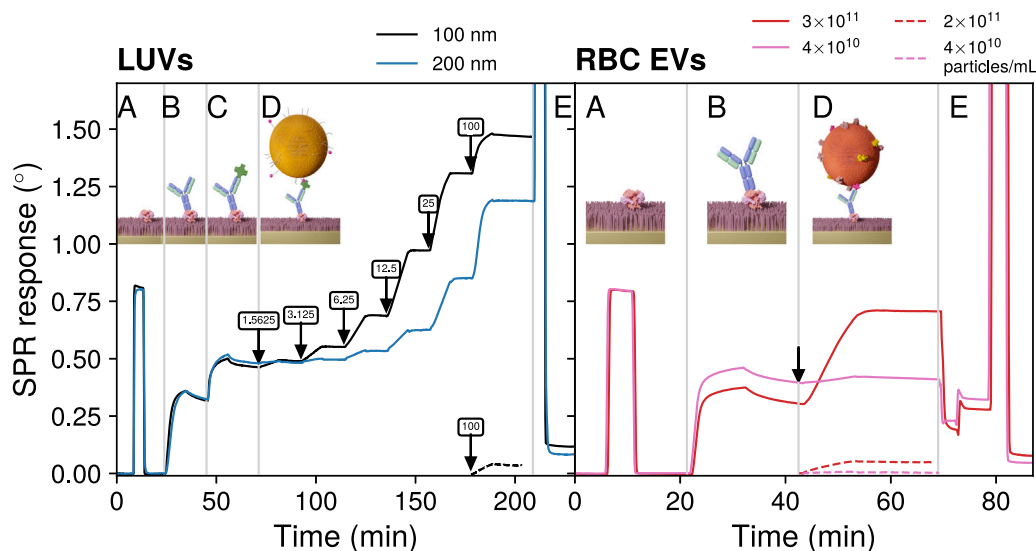 100 nm
200 nm
3×10¹¹
4×10¹⁰
2×10¹¹
4×10¹⁰
particles/mL
LUVs
RBC EVs
A B C D E
A B D E
SPR response (°)
1.50
1.25
1.00
0.75
0.50
0.25
0.00
1.5625
3.125
6.25
12.5
25
100
100
0 50 100 150 200
0 20 40 60 80
Time (min)
Time (min)